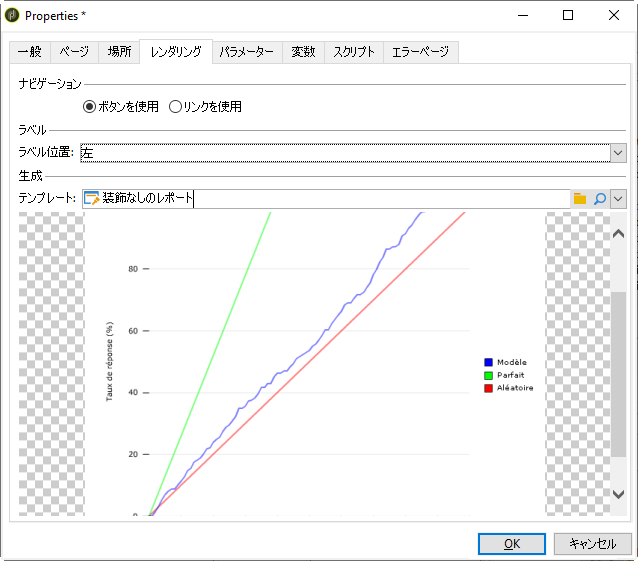 Properties *
一般 ページ 場所 レンダリング パラメーター 変数 スクリプト エラーページ
ナビゲーション
ボタンを使用 リンクを使用
ラベル
ラベル位置: 左
生成
テンプレート: 装飾なしのレポート
80
60
40
20
0
Taux de réponse (%)
Modèle
Parfait
Aléatoire
OK キャンセル